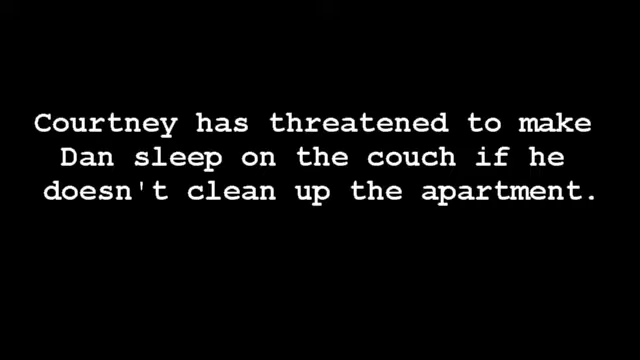 Courtney has threatened to make
Dan sleep on the couch if he
doesn't clean up the apartment.